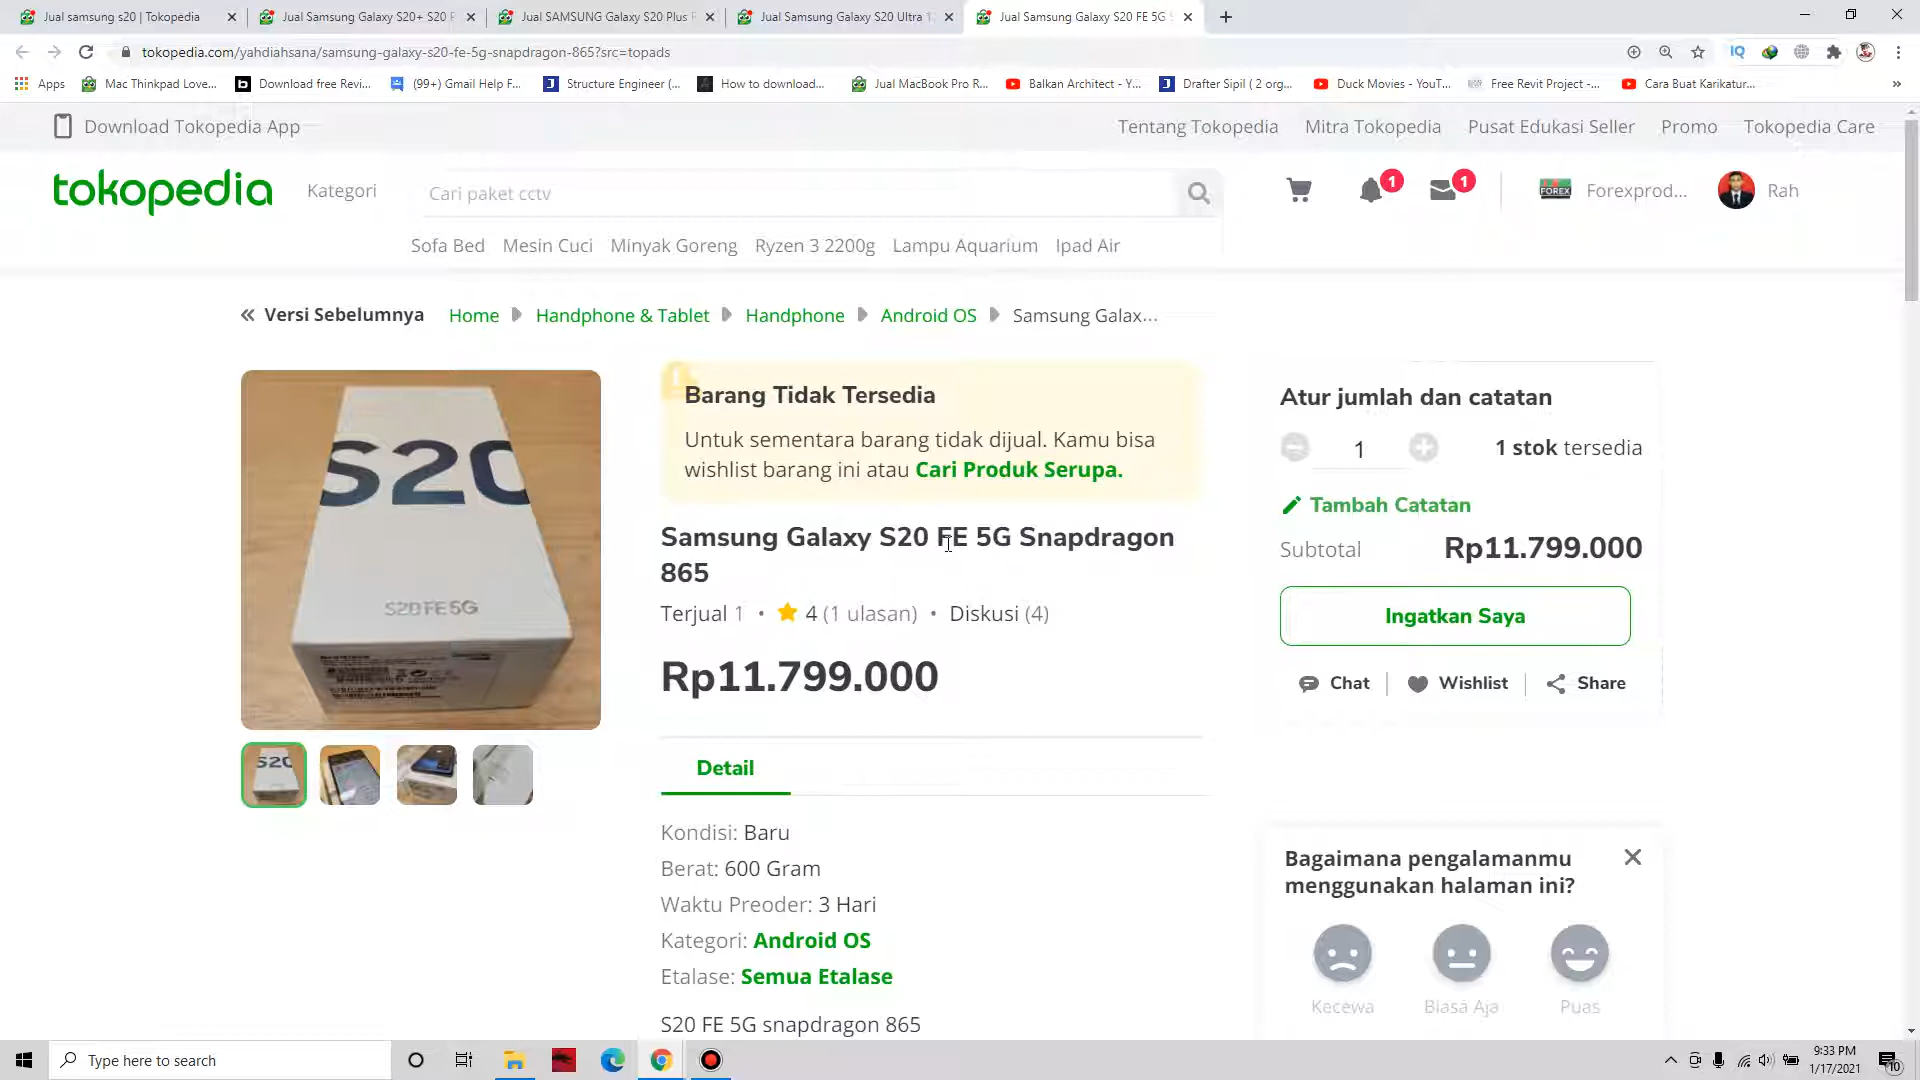 Jual samsung s20 | Tokopedia
Jual Samsung Galaxy S20+ S20 P
Jual SAMSUNG Galaxy S20 Plus
Jual Samsung Galaxy S20 Ultra 1
Jual Samsung Galaxy S20 FE 5G
tokopedia.com/yahdiahsana/samsung-galaxy-s20-fe-5g-snapdragon-865?src=topads
Apps
Mac Thinkpad Love...
Download free Revi...
(99+) Gmail Help F...
Structure Engineer (...
How to download...
Jual MacBook Pro R...
Balkan Architect - Y...
Drafter Sipil ( 2 org...
Duck Movies - YouT...
Free Revit Project -...
Cara Buat Karikatur...
Download Tokopedia App
Tentang Tokopedia
Mitra Tokopedia
Pusat Edukasi Seller
Promo
Tokopedia Care
tokopedia
Kategori
Cari paket cctv
1
1
FOREX
Forexprod...
Rah
Sofa Bed
Mesin Cuci
Minyak Goreng
Ryzen 3 2200g
Lampu Aquarium
Ipad Air
« Versi Sebelumnya
Home
Handphone & Tablet
Handphone
Android OS
Samsung Galax...
S20
S20 FE 5G
Barang Tidak Tersedia
Untuk sementara barang tidak dijual. Kamu bisa
wishlist barang ini atau Cari Produk Serupa.
Samsung Galaxy S20 FE 5G Snapdragon
865
Terjual 1 • 4 (1 ulasan) • Diskusi (4)
Rp11.799.000
Detail
Kondisi: Baru
Berat: 600 Gram
Waktu Preoder: 3 Hari
Kategori: Android OS
Etalase: Semua Etalase
S20 FE 5G snapdragon 865
Atur jumlah dan catatan
1
1 stok tersedia
Tambah Catatan
Subtotal
Rp11.799.000
Ingatkan Saya
Chat
Wishlist
Share
Bagaimana pengalamanmu
menggunakan halaman ini?
Kecewa
Biasa Aja
Puas
Type here to search
9:33 PM
1/17/2021
10